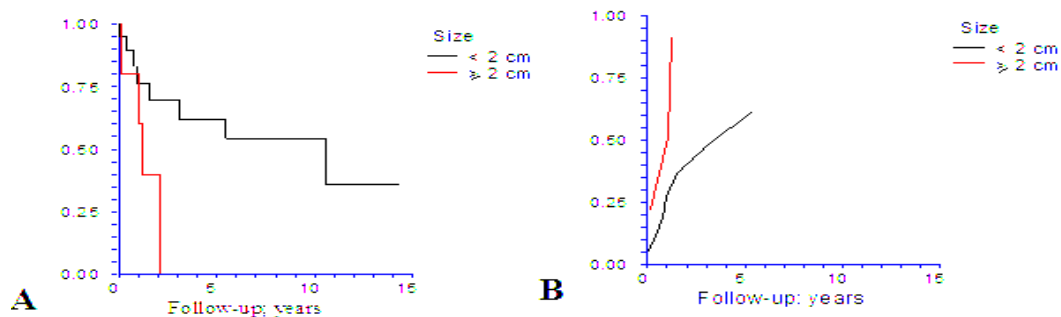 A
1.00
0.75
0.50
0.25
0.00
0 5 10 15
Follow-up; years
Size
< 2 cm
⩾ 2 cm
B
1.00
0.75
0.50
0.25
0.00
0 5 10 15
Follow-up: years
Size
< 2 cm
⩾ 2 cm